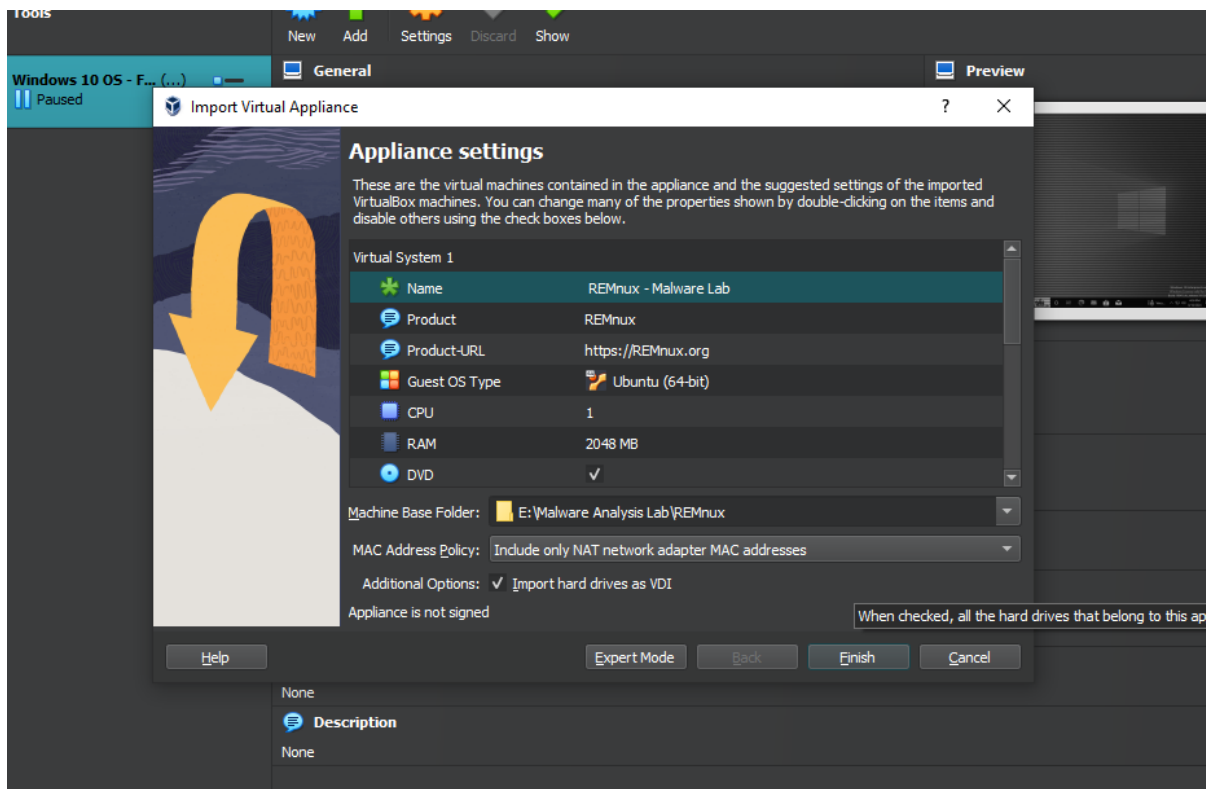 Tools
New Add Settings Discard Show
General
Preview
Windows 10 OS - F... (...)
Paused
Import Virtual Appliance
?
Appliance settings
These are the virtual machines contained in the appliance and the suggested settings of the imported
VirtualBox machines. You can change many of the properties shown by double-clicking on the items and
disable others using the check boxes below.
Virtual System 1
Name REMnux - Malware Lab
Product REMnux
Product-URL https://REMnux.org
Guest OS Type Ubuntu (64-bit)
CPU 1
RAM 2048 MB
DVD
Machine Base Folder: E:\Malware Analysis Lab\REMnux
MAC Address Policy: Include only NAT network adapter MAC addresses
Additional Options: Import hard drives as VDI
Appliance is not signed
When checked, all the hard drives that belong to this ap
Help Expert Mode Back Finish Cancel
None
Description
None